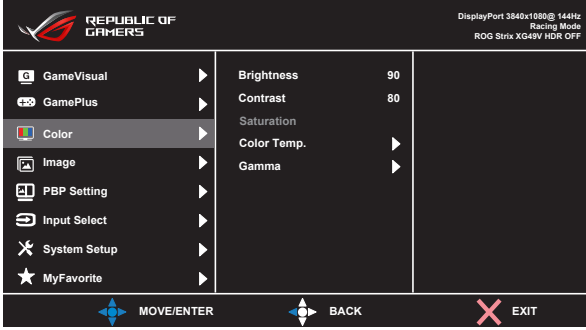 REPUBLIC OF
GAMERS
DisplayPort 3840x1080@ 144Hz
Racing Mode
ROG Strix XG49V HDR OFF
G GameVisual
GamePlus
Color
Image
PBP Setting
Input Select
System Setup
MyFavorite
Brightness 90
Contrast 80
Saturation
Color Temp.
Gamma
MOVE/ENTER
BACK
EXIT